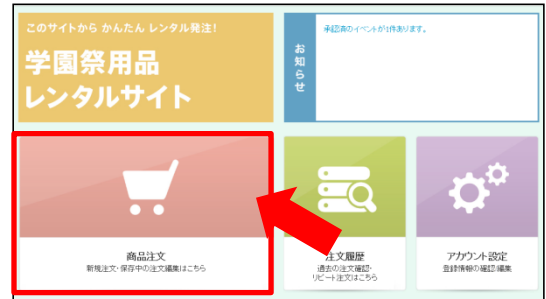 このサイトから かんたん レンタル発注!
学園祭用品
レンタルサイト
お知らせ
承認済のイベントが1件あります。
商品注文
新規注文・保存中の注文編集はこちら
注文履歴
過去の注文確認・
リピート注文はこちら
アカウント設定
登録情報の確認・編集